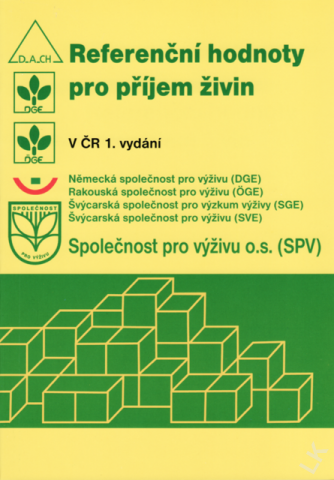 D.A.CH
Referenční hodnoty
pro příjem živin
DGE
ÖGE
V ČR 1. vydání
Německá společnost pro výživu (DGE)
Rakouská společnost pro výživu (ÖGE)
Švýcarská společnost pro výzkum výživy (SGE)
Švýcarská společnost pro výživu (SVE)
SPOLEČNOST
PRO VÝŽIVU
Společnost pro výživu o.s. (SPV)